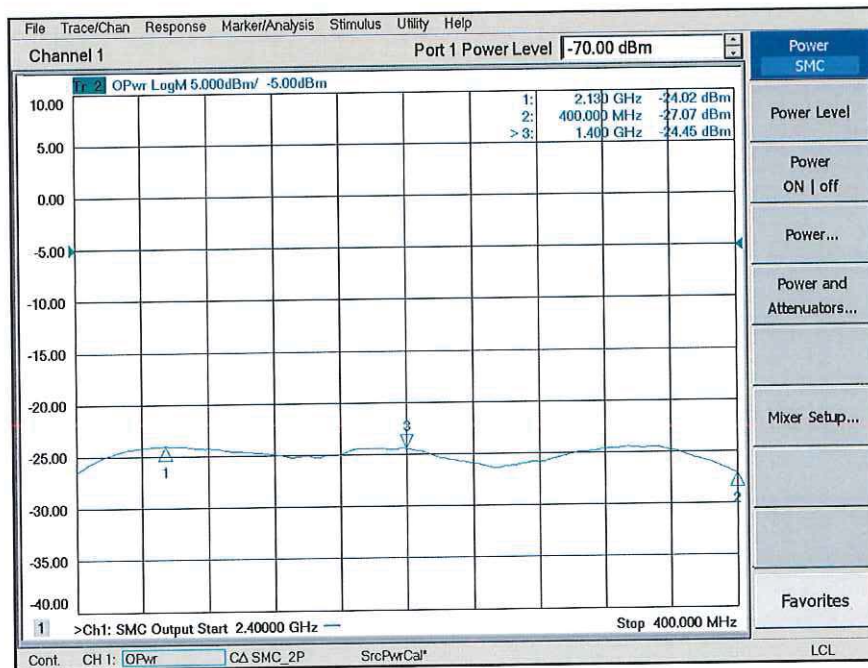 File Trace/Chan Response Marker/Analysis Stimulus Utility Help
Channel 1
Port 1 Power Level -70.00 dBm
Tr 2 OPwr LogM 5.000dBm/ -5.00dBm
1: 2.130 GHz -24.02 dBm
2: 400.000 MHz -27.07 dBm
> 3: 1.400 GHz -24.45 dBm
10.00
5.00
0.00
-5.00
-10.00
-15.00
-20.00
-25.00
-30.00
-35.00
-40.00
3
1
2
1 >Ch1: SMC Output Start 2.40000 GHz — Stop 400.000 MHz
Cont. CH 1: OPwr C∆ SMC_2P SrcPwrCal* LCL
Power
SMC
Power Level
Power
ON | off
Power...
Power and
Attenuators...
Mixer Setup...
Favorites